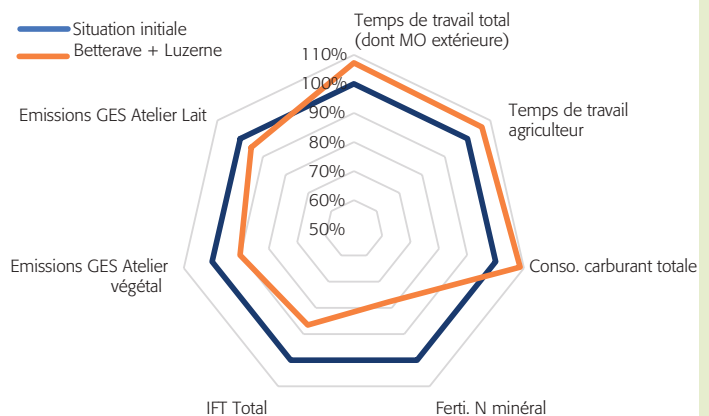 Situation initiale
Betterave + Luzerne
Temps de travail total
(dont MO extérieure)
110%
100%
90%
80%
70%
60%
50%
Temps de travail
agriculteur
Emissions GES Atelier Lait
Emissions GES Atelier
végétal
Conso. carburant totale
IFT Total
Ferti. N minéral